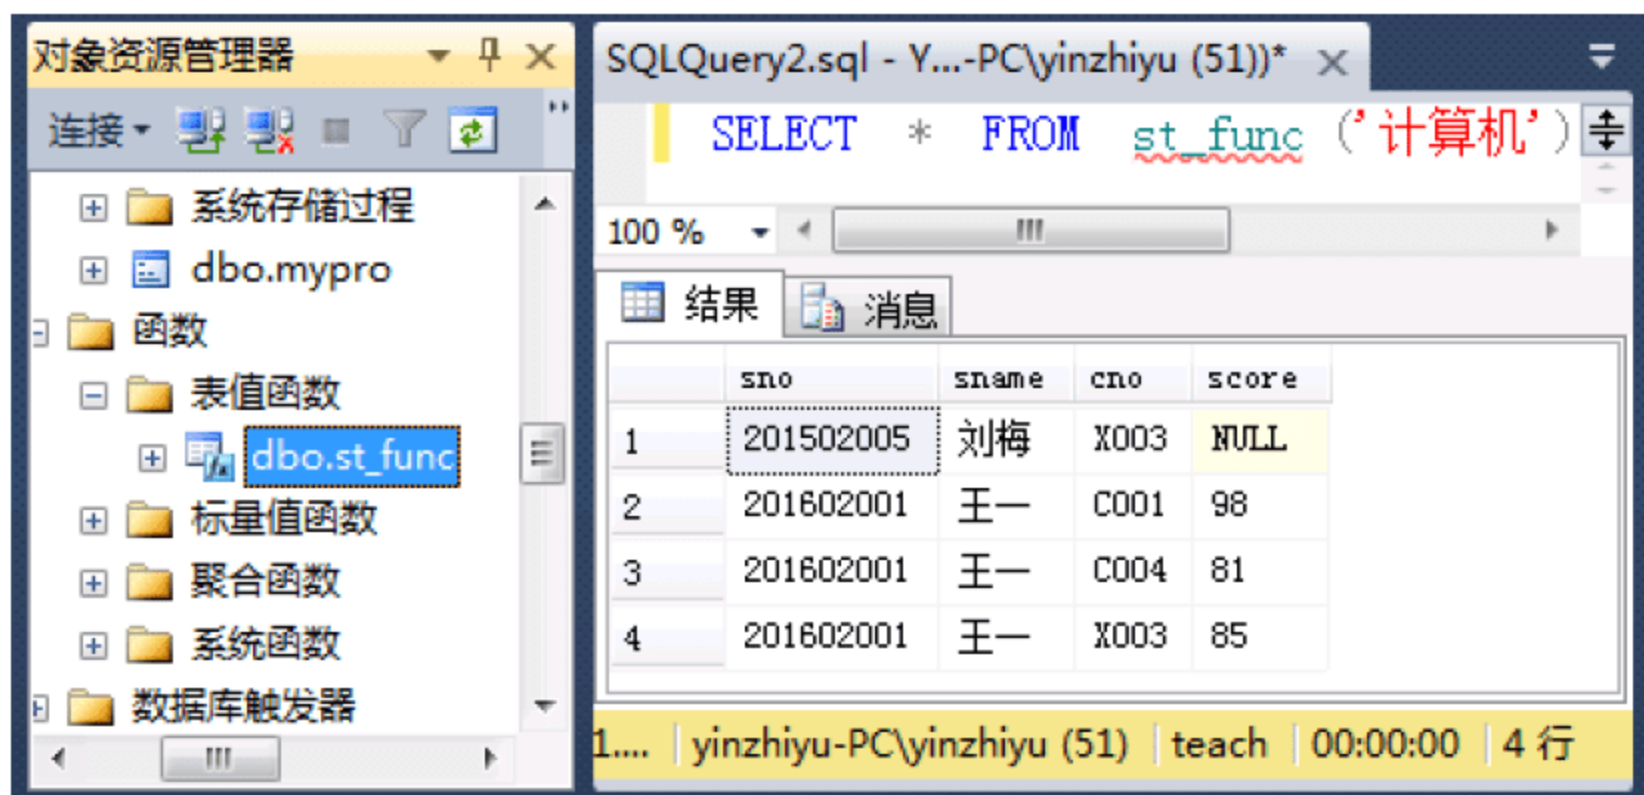 对象资源管理器
连接
系统存储过程
dbo.mypro
函数
表值函数
dbo.st_func
标量值函数
聚合函数
系统函数
数据库触发器
SQLQuery2.sql - Y...-PC\yinzhiyu (51))*
SELECT * FROM st_func ('计算机')
100 %
结果 消息
sno sname cno score
1 201502005 刘梅 X003 NULL
2 201602001 王一 C001 98
3 201602001 王一 C004 81
4 201602001 王一 X003 85
1.... yinzhiyu-PC\yinzhiyu (51) teach 00:00:00 4 行